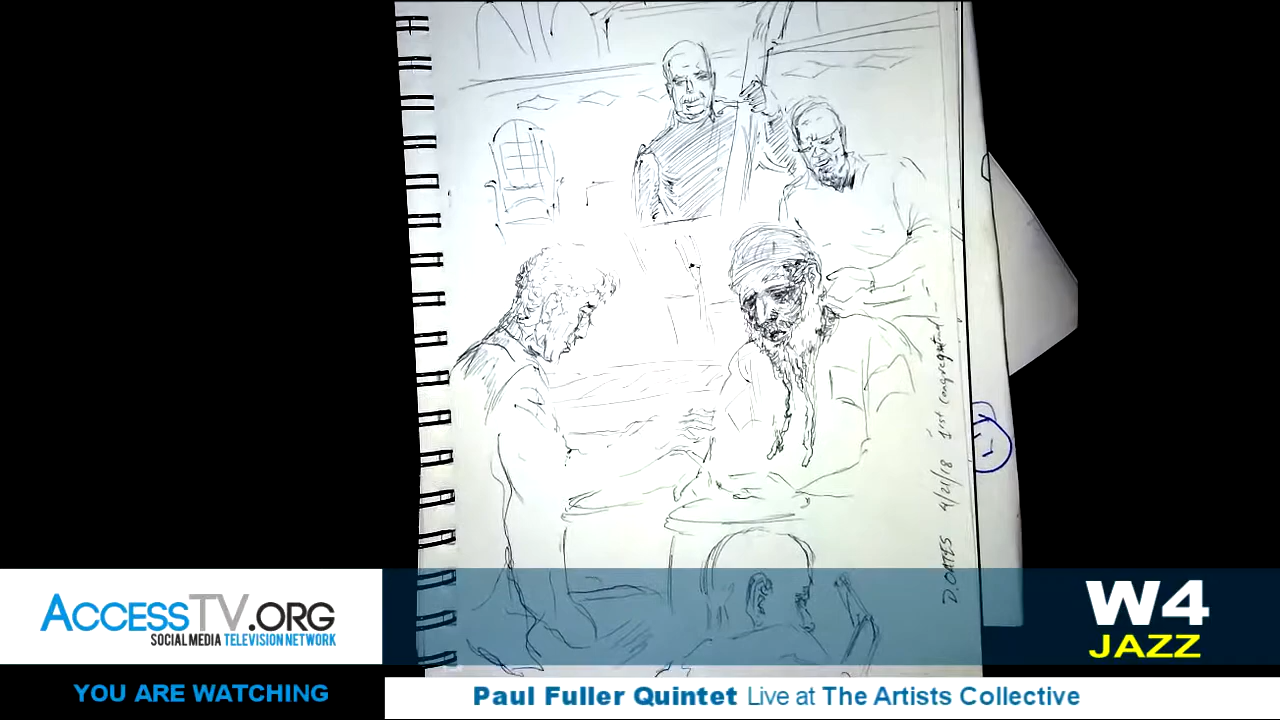 D. OATES 4/21/18 1st congregational
ACCESSTV.ORG
SOCIAL MEDIA TELEVISION NETWORK
W4
JAZZ
YOU ARE WATCHING
Paul Fuller Quintet Live at The Artists Collective